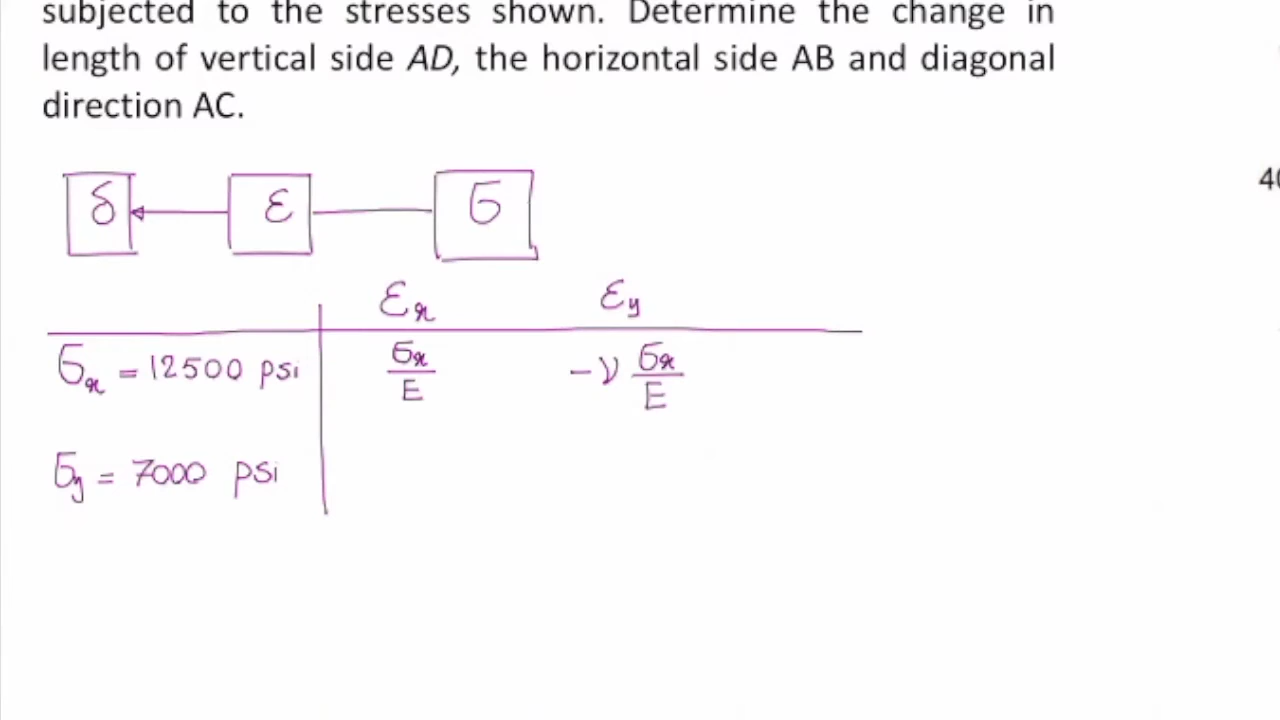 subjected to the stresses shown. Determine the change in
length of vertical side AD, the horizontal side AB and diagonal
direction AC.
δ ε σ
40
εx εy
σx = 12500 psi σx/E -ν σx/E
σy = 7000 psi